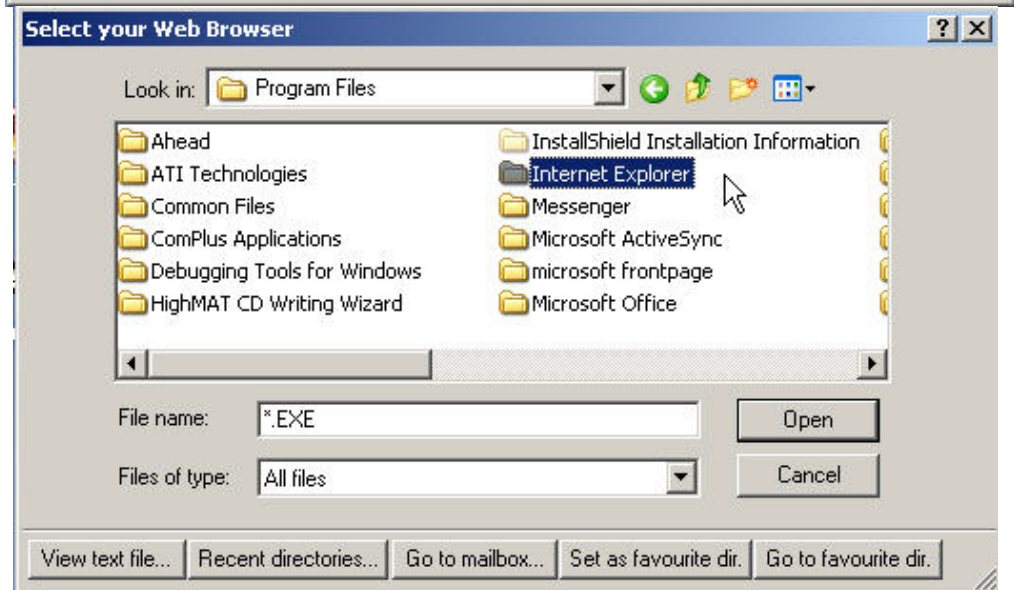 Select your Web Browser
Look in: Program Files
Ahead
ATI Technologies
Common Files
ComPlus Applications
Debugging Tools for Windows
HighMAT CD Writing Wizard
InstallShield Installation Information
Internet Explorer
Messenger
Microsoft ActiveSync
microsoft frontpage
Microsoft Office
File name: *.EXE
Open
Files of type: All files
Cancel
View text file... Recent directories... Go to mailbox... Set as favourite dir. Go to favourite dir.